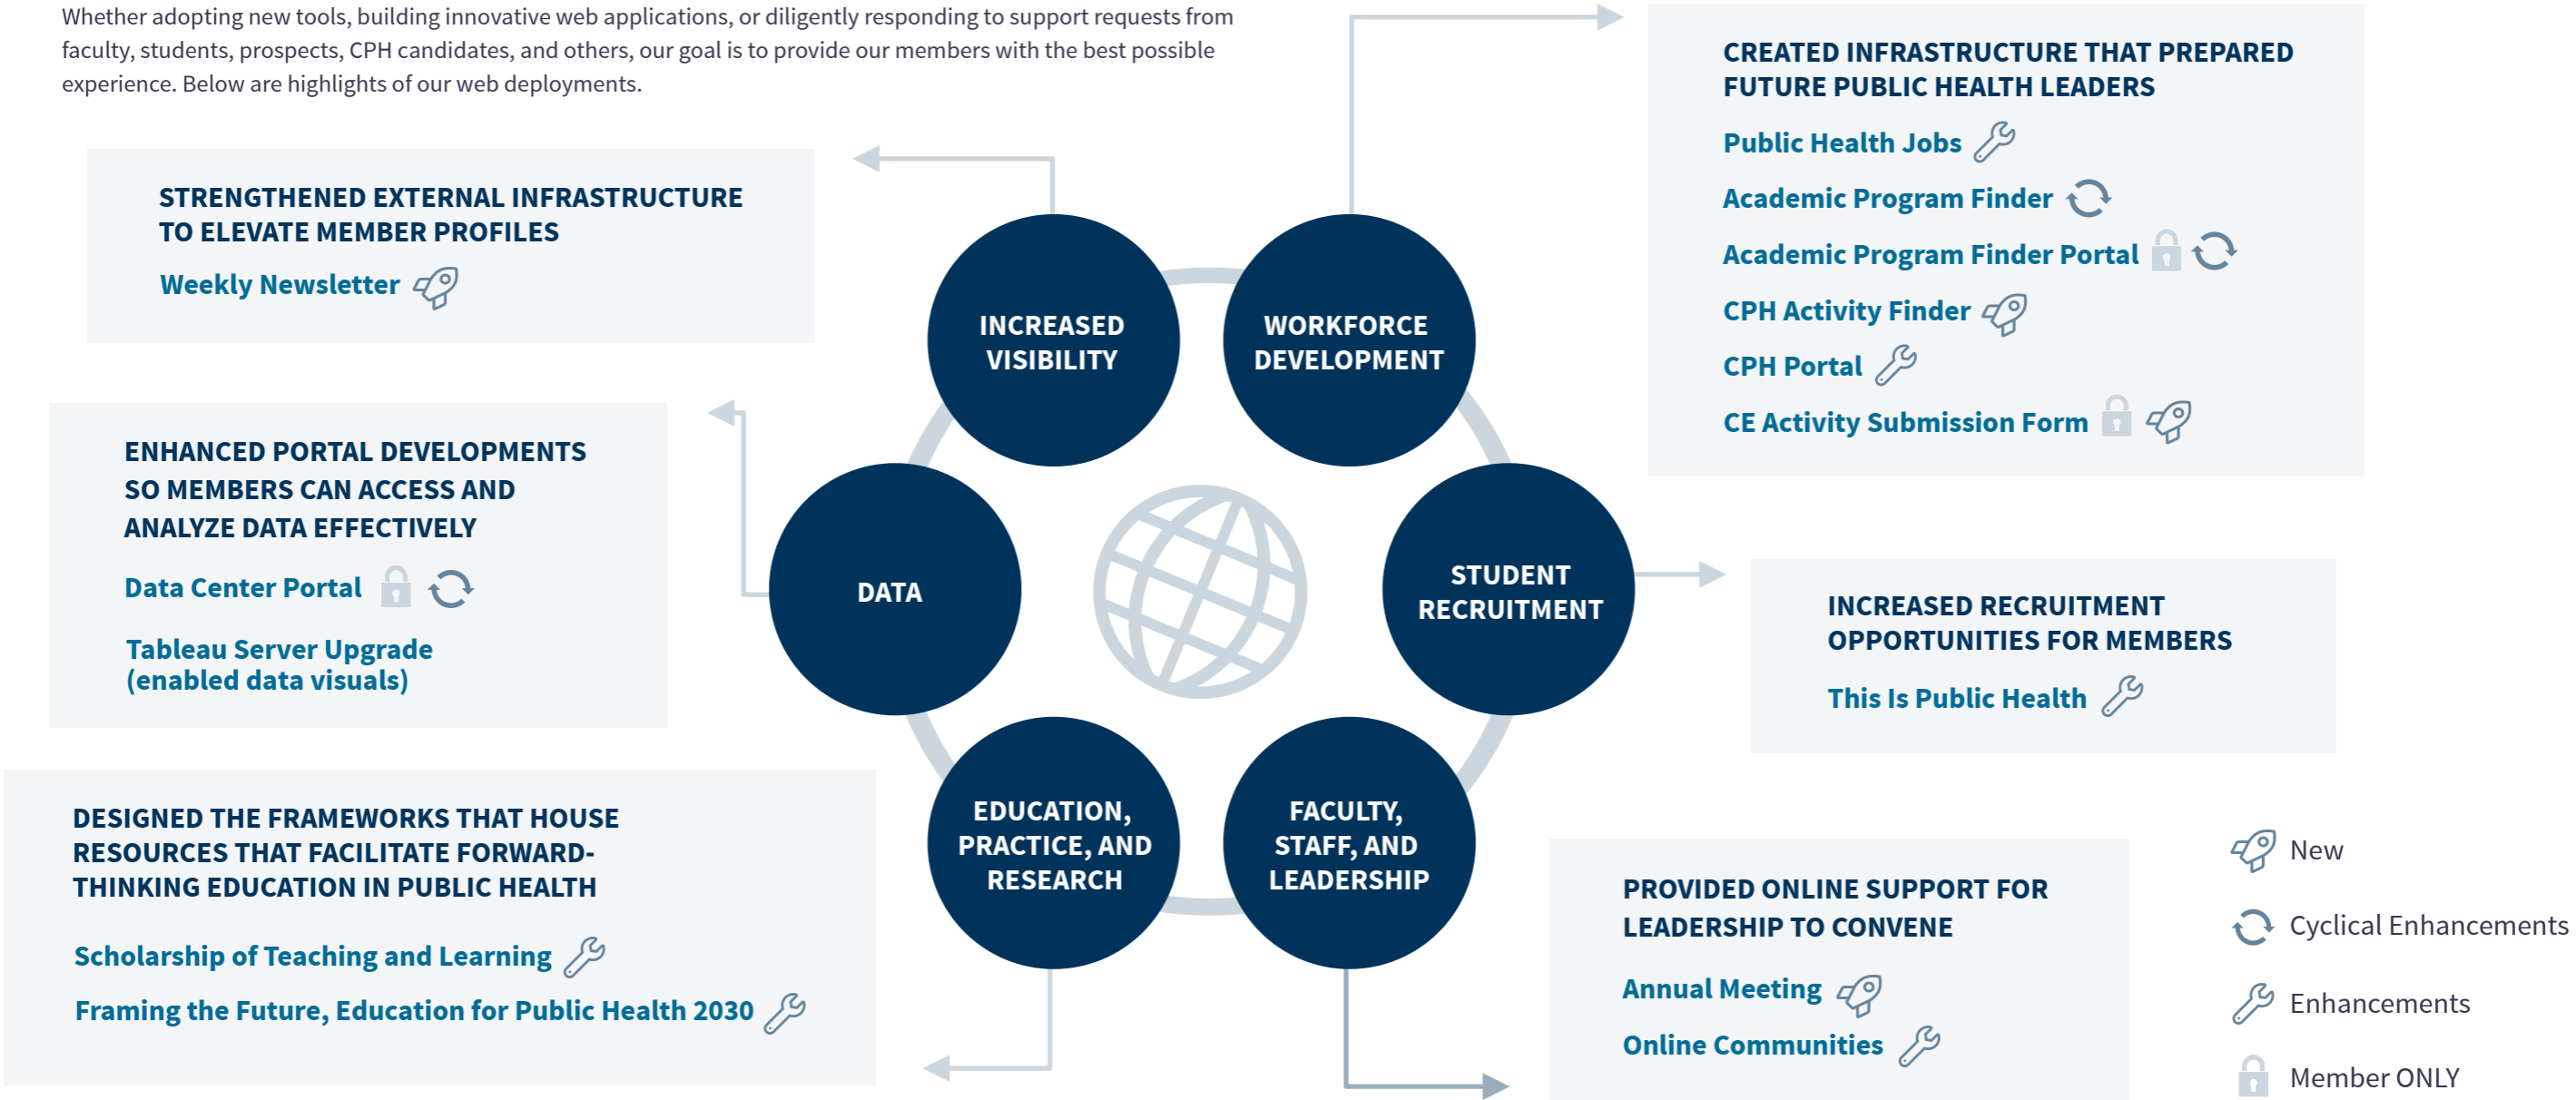 Whether adopting new tools, building innovative web applications, or diligently responding to support requests from
faculty, students, prospects, CPH candidates, and others, our goal is to provide our members with the best possible
experience. Below are highlights of our web deployments.
STRENGTHENED EXTERNAL INFRASTRUCTURE
TO ELEVATE MEMBER PROFILES
Weekly Newsletter
ENHANCED PORTAL DEVELOPMENTS
SO MEMBERS CAN ACCESS AND
ANALYZE DATA EFFECTIVELY
Data Center Portal
Tableau Server Upgrade
(enabled data visuals)
DESIGNED THE FRAMEWORKS THAT HOUSE
RESOURCES THAT FACILITATE FORWARD-
THINKING EDUCATION IN PUBLIC HEALTH
Scholarship of Teaching and Learning
Framing the Future, Education for Public Health 2030
INCREASED
VISIBILITY
WORKFORCE
DEVELOPMENT
DATA
STUDENT
RECRUITMENT
EDUCATION,
PRACTICE, AND
RESEARCH
FACULTY,
STAFF, AND
LEADERSHIP
CREATED INFRASTRUCTURE THAT PREPARED
FUTURE PUBLIC HEALTH LEADERS
Public Health Jobs
Academic Program Finder
Academic Program Finder Portal
CPH Activity Finder
CPH Portal
CE Activity Submission Form
INCREASED RECRUITMENT
OPPORTUNITIES FOR MEMBERS
This Is Public Health
PROVIDED ONLINE SUPPORT FOR
LEADERSHIP TO CONVENE
Annual Meeting
Online Communities
New
Cyclical Enhancements
Enhancements
Member ONLY